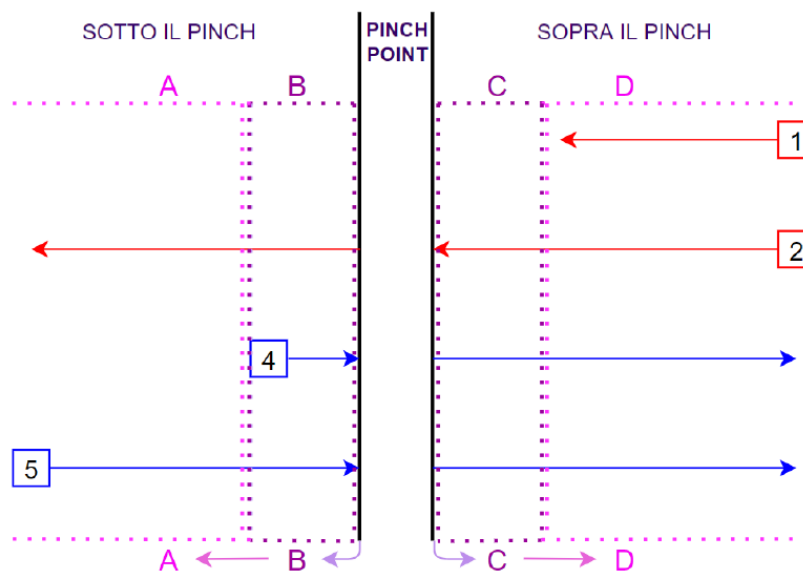 SOTTO IL PINCH
PINCH
POINT
SOPRA IL PINCH
A
B
C
D
1
2
4
5
A
B
C
D